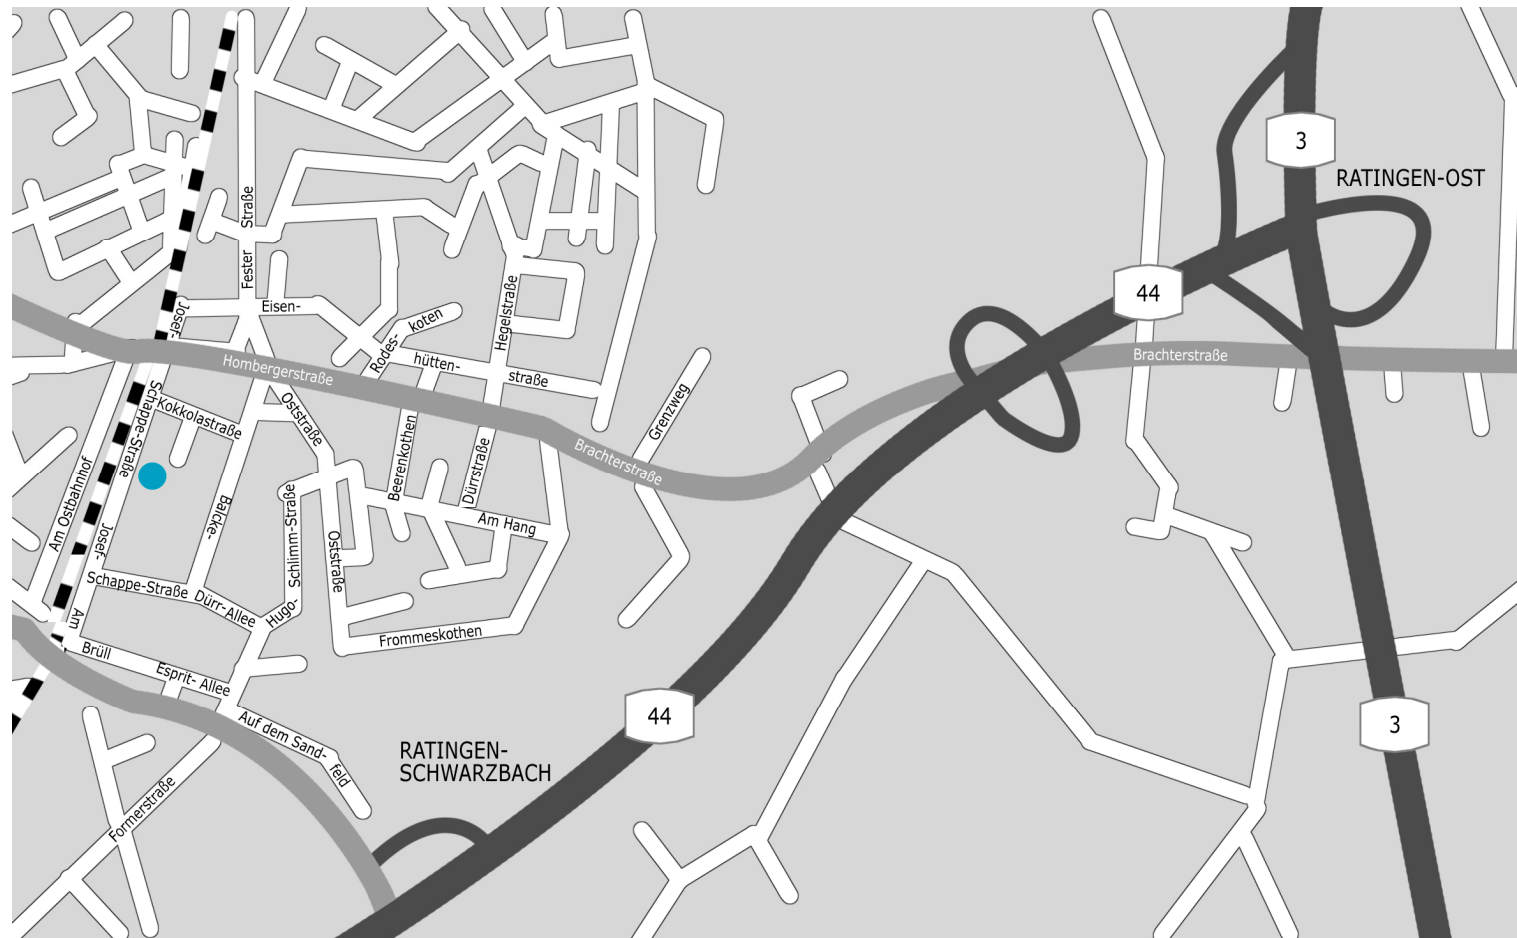 3
RATINGEN-OST
Straße
Fester
44
Eisen-
Josef-
Hegelstraße
koten
Rodes-
hütten-
straße
Hombergerstraße
Brachterstraße
Schappe-Straße
Kokkolastraße
Oststraße
Grenzweg
Brachterstraße
Beerenkothen
Dürrstraße
Am Ostbahnhof
Balcke-
Am Hang
Josef-
Schlimm-Straße
Oststraße
Schappe-Straße
Dürr-Allee
Hugo-
Am
Brüll
Frommeskothen
Esprit- Allee
Auf dem Sand-
feld
44
3
RATINGEN-
SCHWARZBACH
Formerstraße